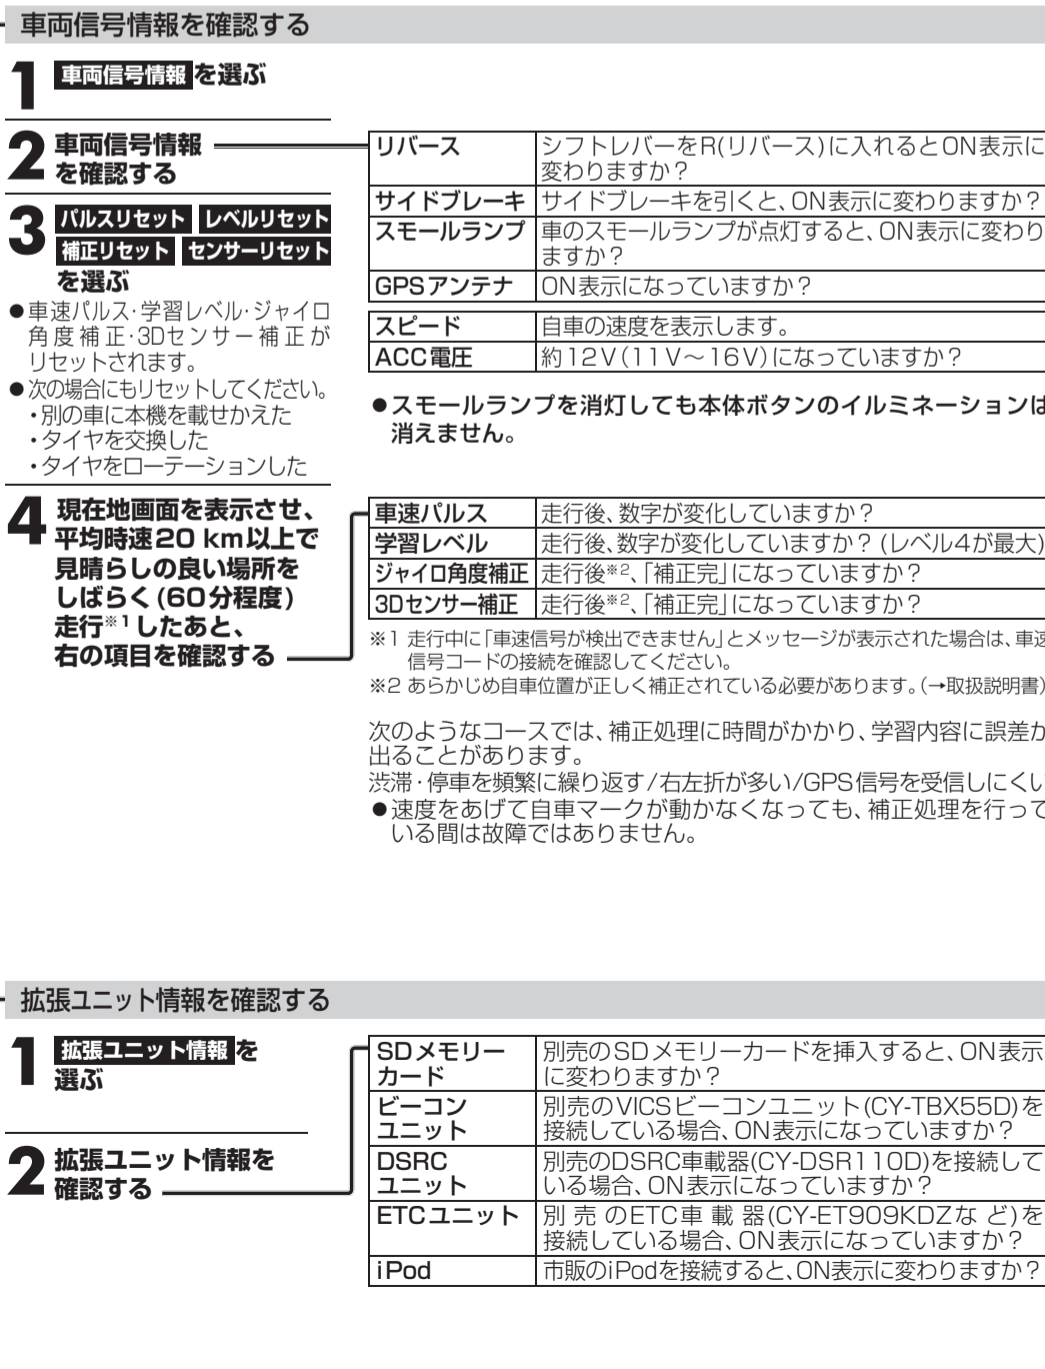 車両信号情報を確認する
1 車両信号情報 を選ぶ
2 車両信号情報
を確認する
リバース シフトレバーをR(リバース)に入れるとON表示に
変わりますか？
サイドブレーキ サイドブレーキを引くと、ON表示に変わりますか？
スモールランプ 車のスモールランプが点灯すると、ON表示に変わり
ますか？
GPSアンテナ ON表示になっていますか？
スピード 自車の速度を表示します。
ACC電圧 約12V(11V～16V)になっていますか？
●スモールランプを消灯しても本体ボタンのイルミネーションは
消えません。
3 パルスリセット レベルリセット
補正リセット センサーリセット
を選ぶ
●車速パルス・学習レベル・ジャイロ
角度補正・3Dセンサー補正が
リセットされます。
●次の場合にもリセットしてください。
・別の車に本機を載せかえた
・タイヤを交換した
・タイヤをローテーションした
4 現在地画面を表示させ、
平均時速20 km以上で
見晴らしの良い場所を
しばらく(60分程度)
走行※1したあと、
右の項目を確認する
車速パルス 走行後、数字が変化していますか？
学習レベル 走行後、数字が変化していますか？(レベル4が最大)
ジャイロ角度補正 走行後※2、「補正完」になっていますか？
3Dセンサー補正 走行後※2、「補正完」になっていますか？
※1 走行中に「車速信号が検出できません」とメッセージが表示された場合は、車速
信号コードの接続を確認してください。
※2 あらかじめ自車位置が正しく補正されている必要があります。(→取扱説明書)
次のようなコースでは、補正処理に時間がかかり、学習内容に誤差が
出ることがあります。
渋滞・停車を頻繁に繰り返す/右左折が多い/GPS信号を受信しにくい
●速度をあげて自車マークが動かなくなっても、補正処理を行って
いる間は故障ではありません。
拡張ユニット情報を確認する
1 拡張ユニット情報 を
選ぶ
2 拡張ユニット情報を
確認する
SDメモリー
カード
別売のSDメモリーカードを挿入すると、ON表示
に変わりますか？
ビーコン
ユニット
別売のVICSビーコンユニット(CY-TBX55D)を
接続している場合、ON表示になっていますか？
DSRC
ユニット
別売のDSRC車載器(CY-DSR110D)を接続して
いる場合、ON表示になっていますか？
ETCユニット 別売のETC車載器(CY-ET909KDZなど)を
接続している場合、ON表示になっていますか？
iPod 市販のiPodを接続すると、ON表示に変わりますか？